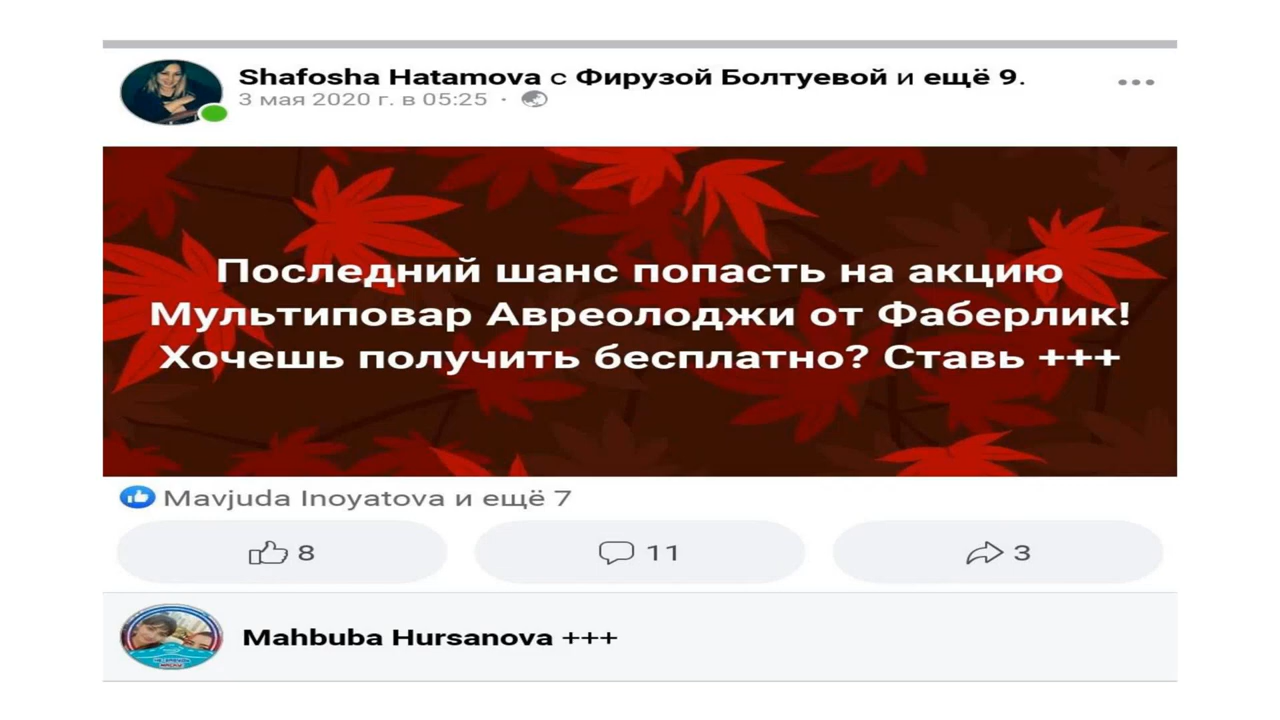 Shafosha Hatamova с Фирузой Болтуевой и ещё 9.
3 мая 2020 г. в 05:25 ·
Последний шанс попасть на акцию
Мультиповар Авреолоджи от Фаберлик!
Хочешь получить бесплатно? Ставь +++
Mavjuda Inoyatova и ещё 7
8 11 3
Mahbuba Hursanova +++